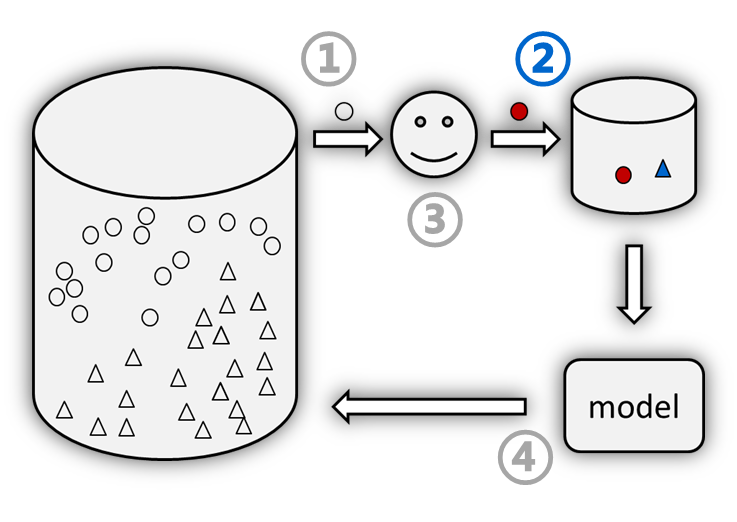 ①
②
③
model
④